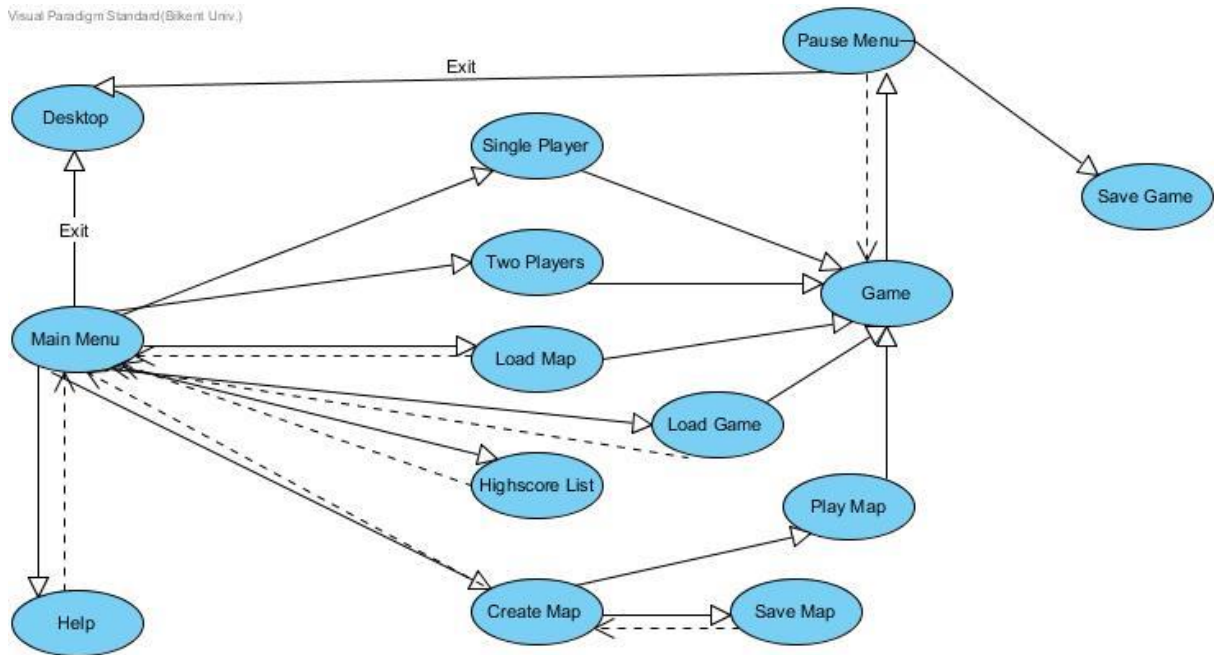 Visual Paradigm Standard(Bilkent Univ.)
Pause Menu
Exit
Desktop
Single Player
Save Game
Exit
Two Players
Game
Main Menu
Load Map
Load Game
Highscore List
Play Map
Help
Create Map
Save Map